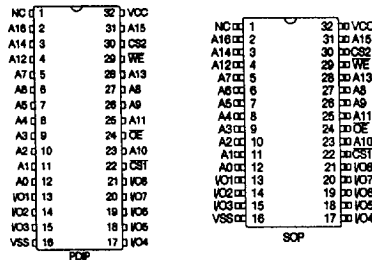 NC 1 32 VCC
A16 2 31 A15
A14 3 30 CS2
A12 4 29 WE
A7 5 28 A13
A6 6 27 A8
A5 7 26 A9
A4 8 25 A11
A3 9 24 OE
A2 10 23 A10
A1 11 22 CS1
A0 12 21 I/O8
I/O1 13 20 I/O7
I/O2 14 19 I/O6
I/O3 15 18 I/O5
VSS 16 17 I/O4
PDIP
NC 1 32 VCC
A16 2 31 A15
A14 3 30 CS2
A12 4 29 WE
A7 5 28 A13
A6 6 27 A8
A5 7 26 A9
A4 8 25 A11
A3 9 24 OE
A2 10 23 A10
A1 11 22 CS1
A0 12 21 I/O8
I/O1 13 20 I/O7
I/O2 14 19 I/O6
I/O3 15 18 I/O5
VSS 16 17 I/O4
SOP